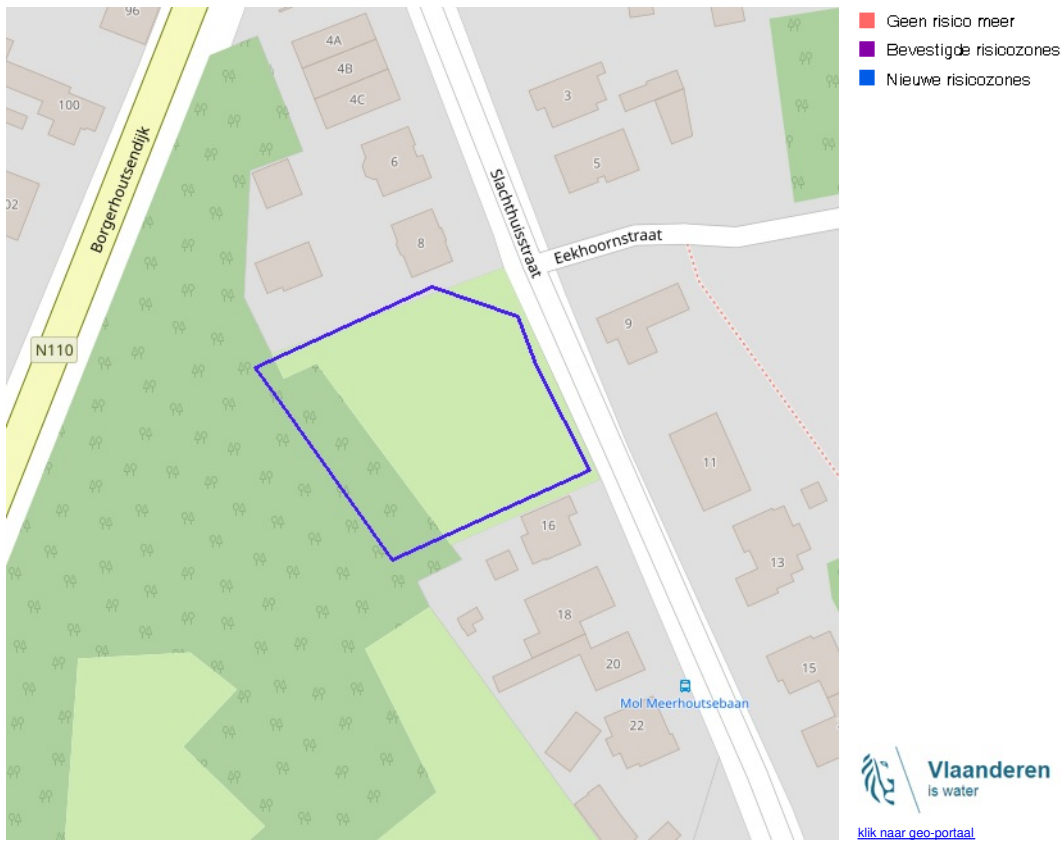 96
100
02
Borgerhoutsendijk
N110
4A
4B
4C
6
8
3
5
Slachthuisstraat
Eekhoornstraat
9
11
13
15
16
18
20
22
Mol Meerhoutsebaan
Geen risico meer
Bevestigde risicozones
Nieuwe risicozones
Vlaanderen
is water
klik naar geo-portaal